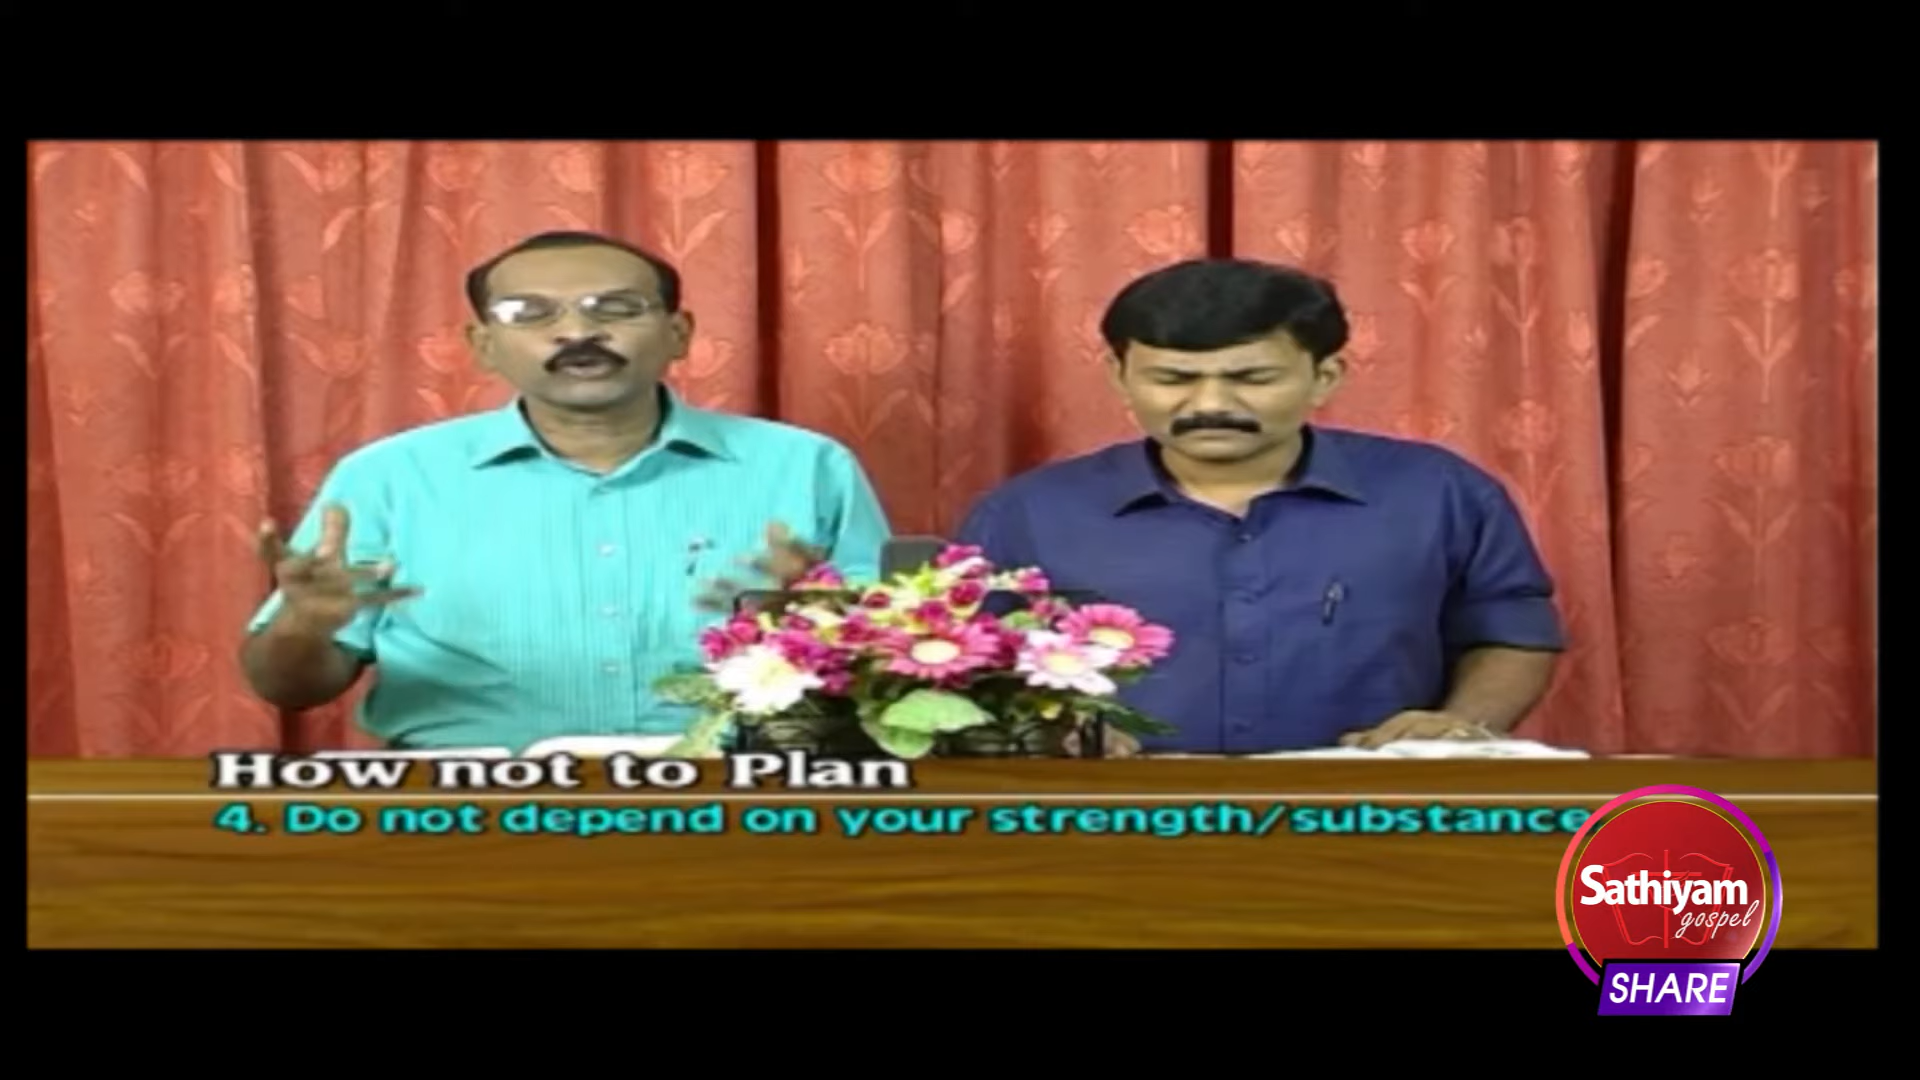 How not to Plan
4. Do not depend on your strength/substance
Sathiyam
gospel
SHARE